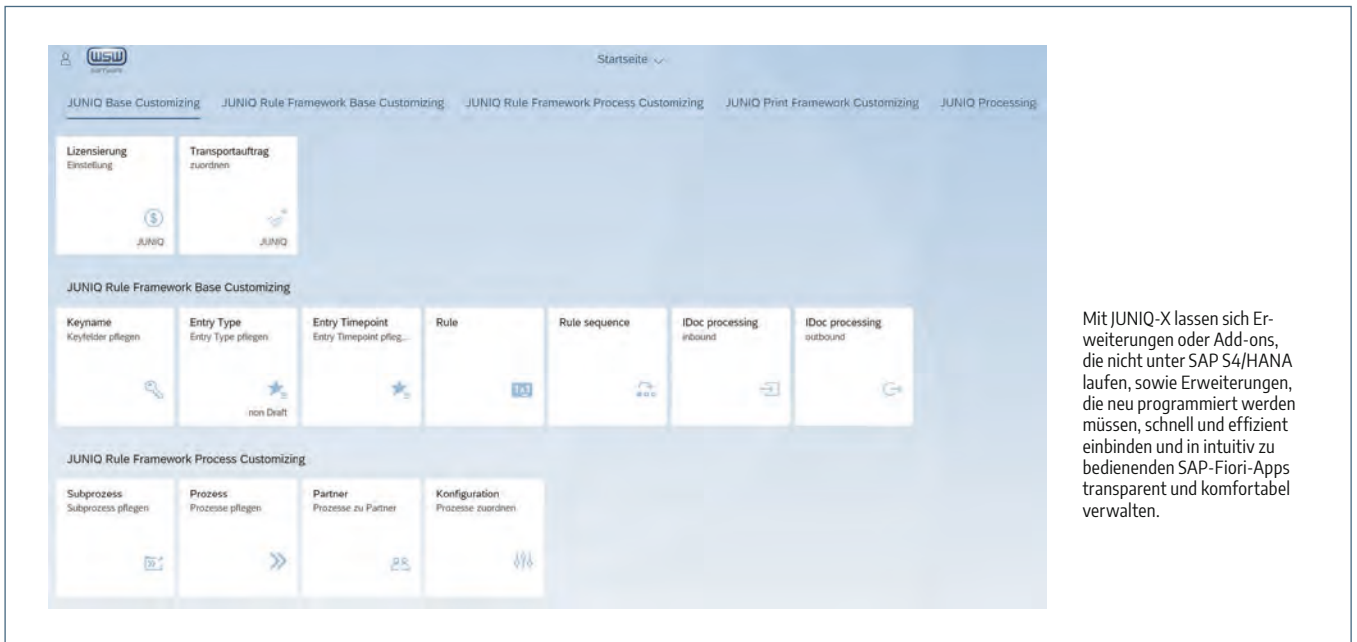 WSW
software
Startseite
JUNIQ Base Customizing JUNIQ Rule Framework Base Customizing JUNIQ Rule Framework Process Customizing JUNIQ Print Framework Customizing JUNIQ Processing
Lizensierung
Einstellung
JUNIQ
Transportauftrag
zuordnen
JUNIQ
JUNIQ Rule Framework Base Customizing
Keyname
Keyfelder pflegen
Entry Type
Entry Type pflegen
non Draft
Entry Timepoint
Entry Timepoint pfleg...
Rule
Rule sequence
IDoc processing
inbound
IDoc processing
outbound
JUNIQ Rule Framework Process Customizing
Subprozess
Subprozess pflegen
Prozess
Prozesse pflegen
Partner
Prozesse zu Partner
Konfiguration
Prozesse zuordnen
Mit JUNIQ-X lassen sich Er-
weiterungen oder Add-ons,
die nicht unter SAP S4/HANA
laufen, sowie Erweiterungen,
die neu programmiert werden
müssen, schnell und effizient
einbinden und in intuitiv zu
bedienenden SAP-Fiori-Apps
transparent und komfortabel
verwalten.